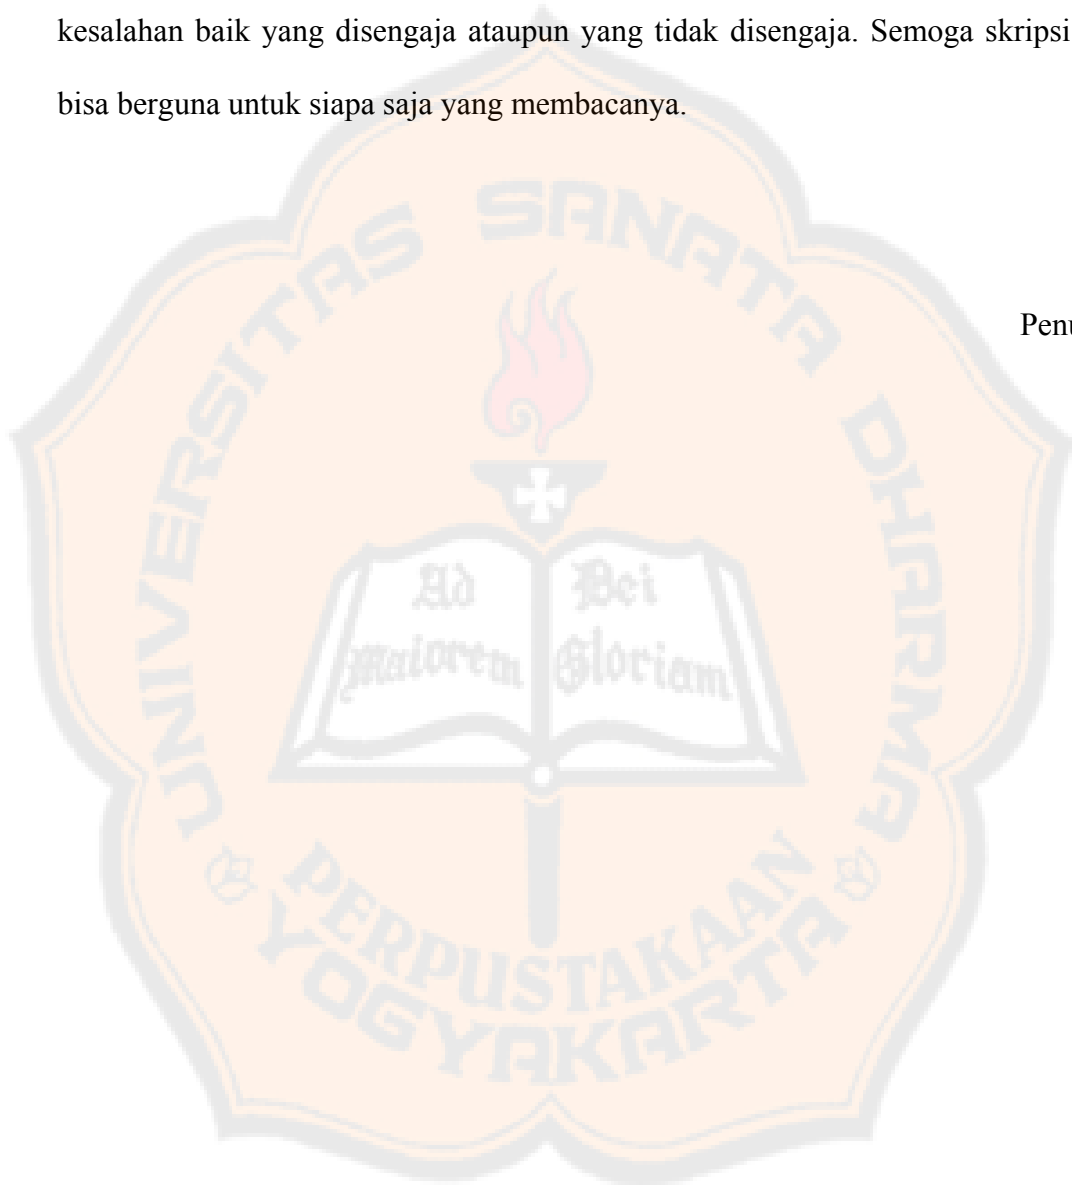 kesalahan baik yang disengaja ataupun yang tidak disengaja. Semoga skripsi
bisa berguna untuk siapa saja yang membacanya.
UNIVERSITAS SANATA DHARMA
Penu
Ad Dei
Maiorem Gloriam
PERPUSTAKAAN
YOGYAKARTA